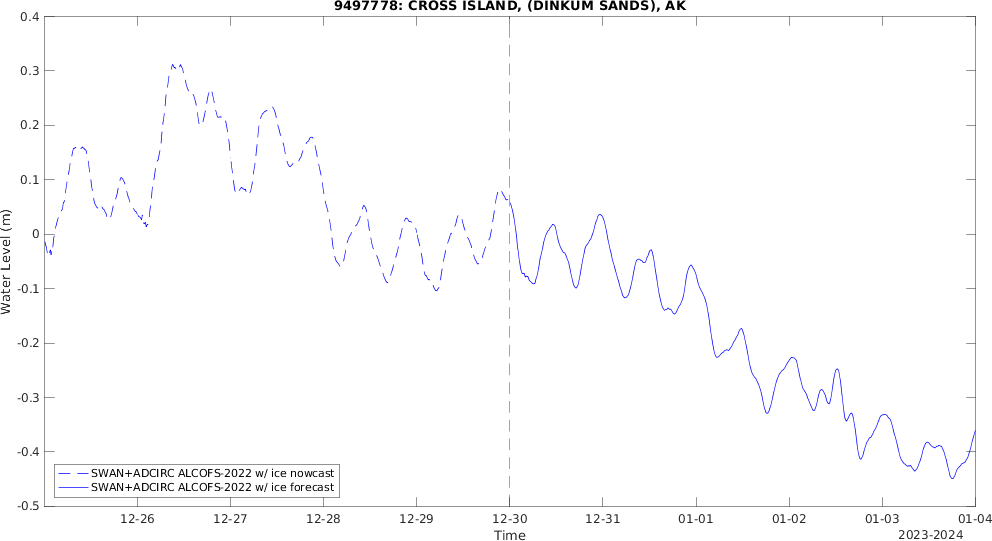 9497778: CROSS ISLAND, (DINKUM SANDS), AK
0.4
0.3
0.2
0.1
0
-0.1
-0.2
-0.3
-0.4
-0.5
Water Level (m)
SWAN+ADCIRC ALCOFS-2022 w/ ice nowcast
SWAN+ADCIRC ALCOFS-2022 w/ ice forecast
12-26 12-27 12-28 12-29 12-30 12-31 01-01 01-02 01-03 01-04
Time
2023-2024